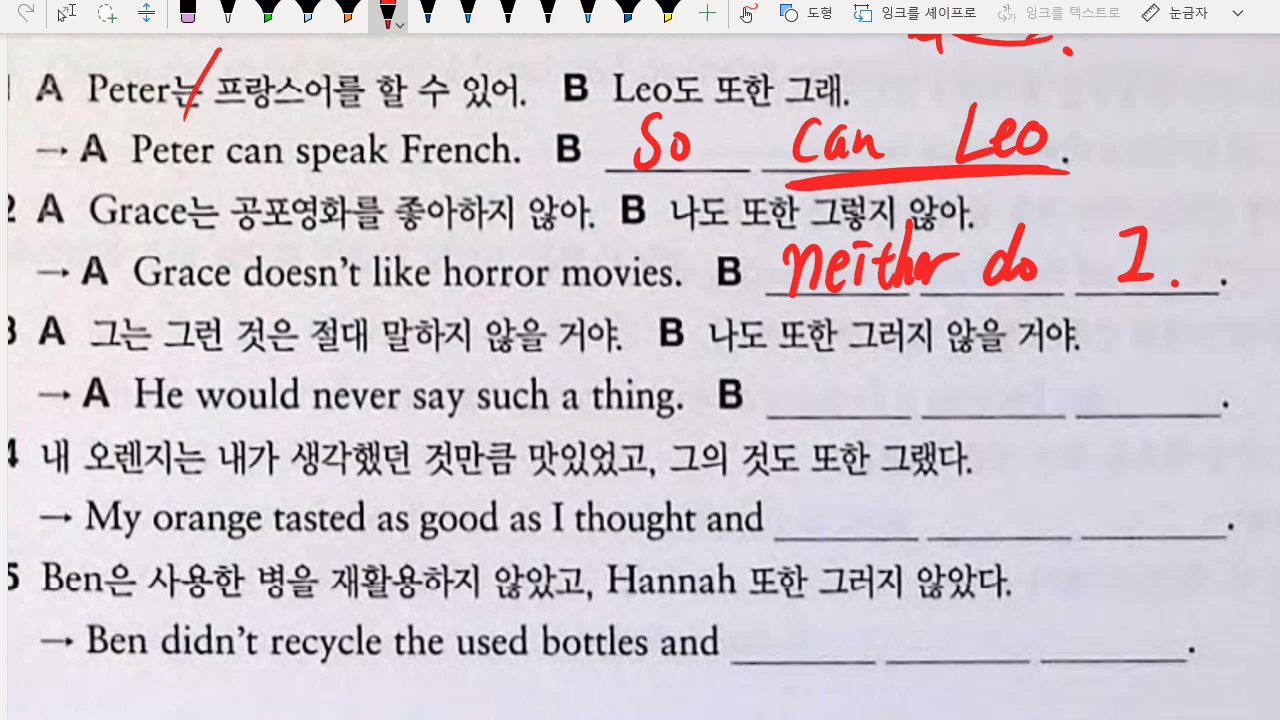 도형 잉크를 셰이프로 잉크를 텍스트로 눈금자
A Peter는 프랑스어를 할 수 있어. B Leo도 또한 그래.
→ A Peter can speak French. B So can Leo.
2 A Grace는 공포영화를 좋아하지 않아. B 나도 또한 그렇지 않아.
→ A Grace doesn't like horror movies. B neither do I.
3 A 그는 그런 것은 절대 말하지 않을 거야. B 나도 또한 그러지 않을 거야.
→ A He would never say such a thing. B ___ ___ ___.
4 내 오렌지는 내가 생각했던 것만큼 맛있었고, 그의 것도 또한 그랬다.
→ My orange tasted as good as I thought and ___ ___ ___.
5 Ben은 사용한 병을 재활용하지 않았고, Hannah 또한 그러지 않았다.
→ Ben didn't recycle the used bottles and ___ ___ ___.